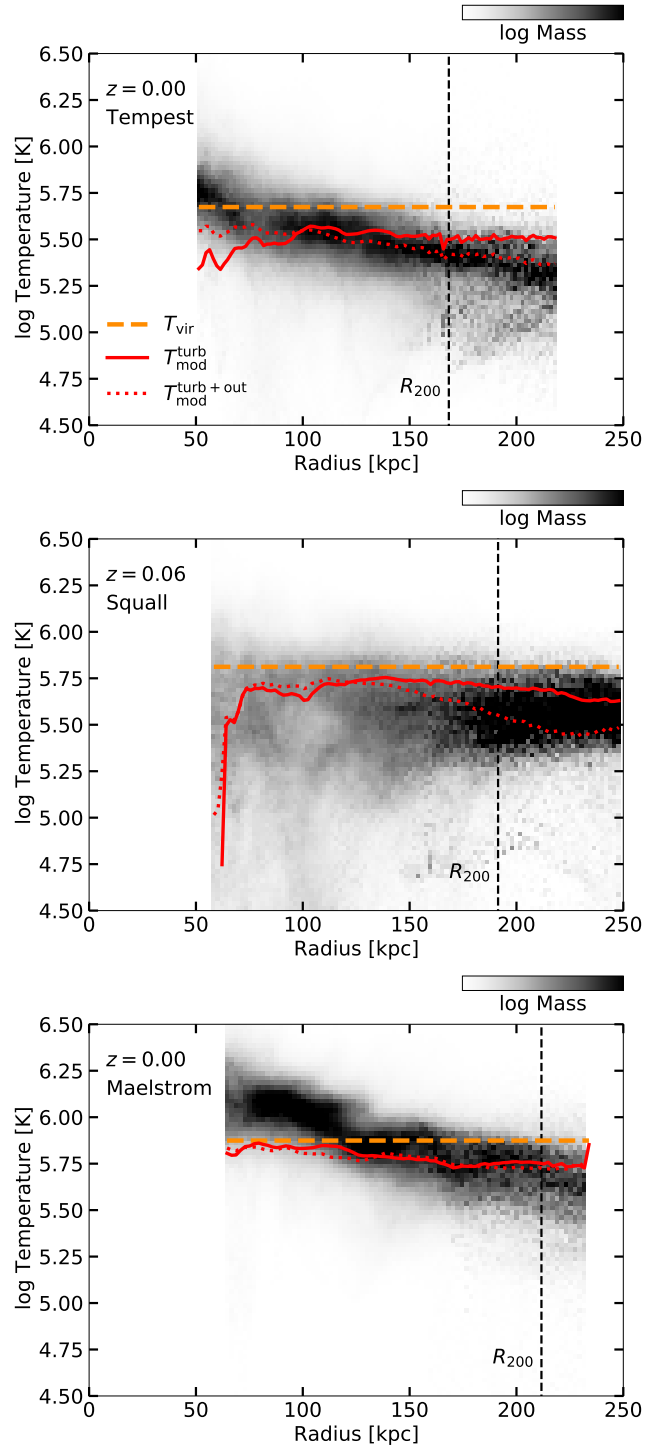 log Mass
6.50
6.25
6.00
5.75
5.50
5.25
5.00
4.75
4.50
log Temperature [K]
z = 0.00
Tempest
T_vir
T_mod^turb
T_mod^turb+out
R_200
0 50 100 150 200 250
Radius [kpc]
log Mass
6.50
6.25
6.00
5.75
5.50
5.25
5.00
4.75
4.50
log Temperature [K]
z = 0.06
Squall
R_200
0 50 100 150 200 250
Radius [kpc]
log Mass
6.50
6.25
6.00
5.75
5.50
5.25
5.00
4.75
4.50
log Temperature [K]
z = 0.00
Maelstrom
R_200
0 50 100 150 200 250
Radius [kpc]